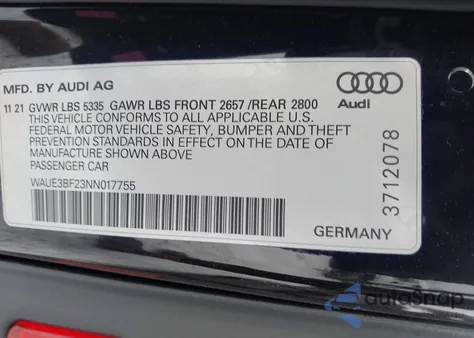 MFD. BY AUDI AG
Audi
11 21 GVWR LBS 5335 GAWR LBS FRONT 2657 /REAR 2800
THIS VEHICLE CONFORMS TO ALL APPLICABLE U.S.
FEDERAL MOTOR VEHICLE SAFETY, BUMPER AND THEFT
PREVENTION STANDARDS IN EFFECT ON THE DATE OF
MANUFACTURE SHOWN ABOVE
PASSENGER CAR
WAUE3BF23NN017755
3712078
GERMANY
autoSnap